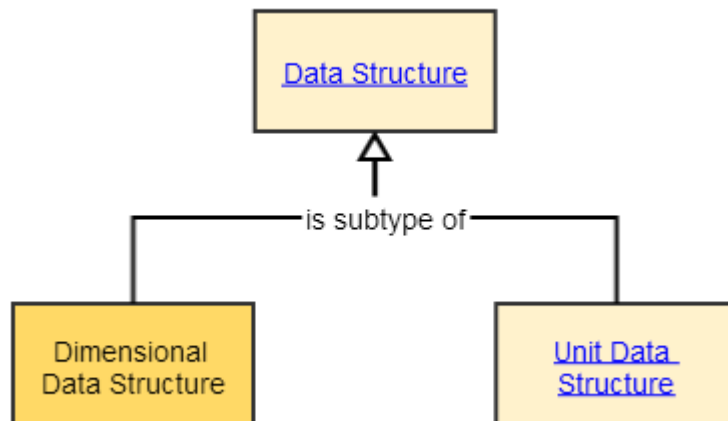 Data Structure
is subtype of
Dimensional
Data Structure
Unit Data
Structure